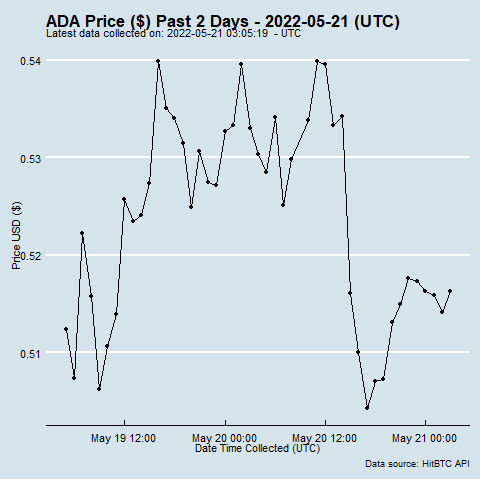 ADA Price ($) Past 2 Days - 2022-05-21 (UTC)
Latest data collected on: 2022-05-21 03:05:19 - UTC
0.54
0.53
0.52
0.51
Price USD ($)
May 19 12:00
May 20 00:00
May 20 12:00
May 21 00:00
Date Time Collected (UTC)
Data source: HitBTC API